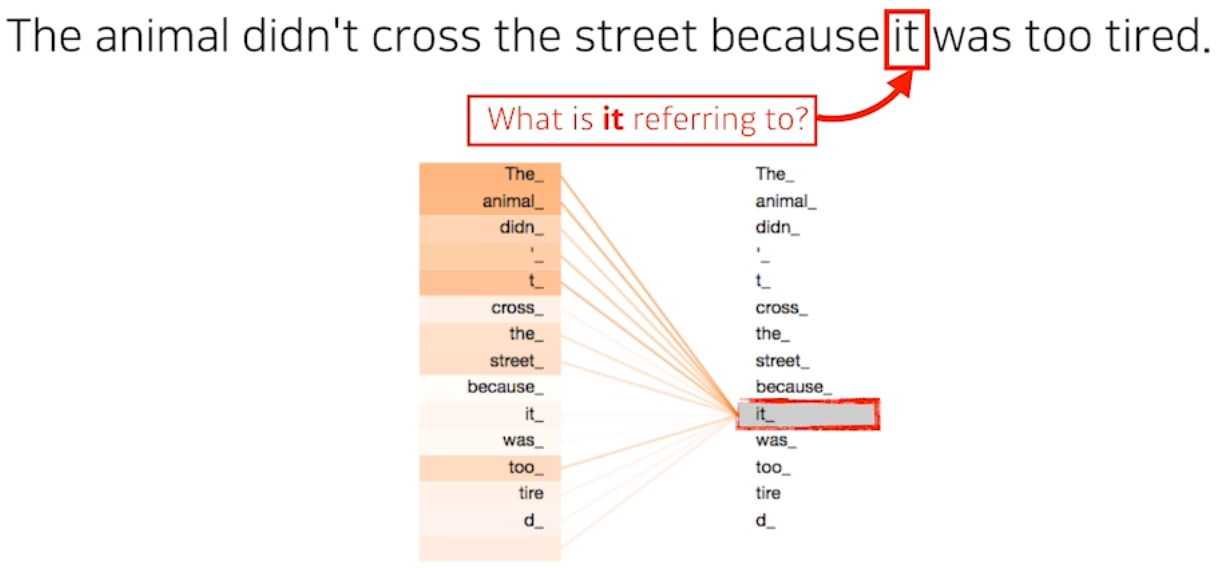 The animal didn't cross the street because it was too tired.
What is it referring to?
The_ The_
animal_ animal_
didn_ didn_
'_ '_
t_ t_
cross_ cross_
the_ the_
street_ street_
because_ because_
it_ it_
was_ was_
too_ too_
tire tire
d_ d_